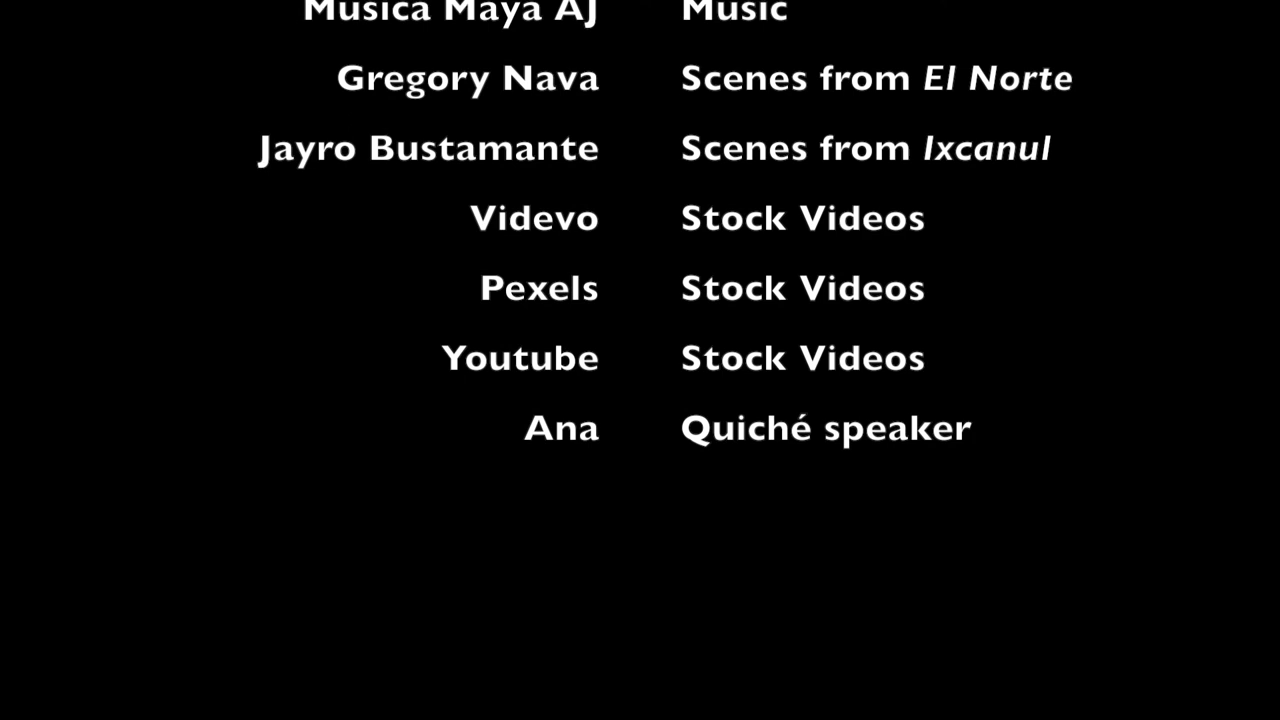 Musica Maya AJ Music
Gregory Nava Scenes from El Norte
Jayro Bustamante Scenes from Ixcanul
Videvo Stock Videos
Pexels Stock Videos
Youtube Stock Videos
Ana Quiché speaker